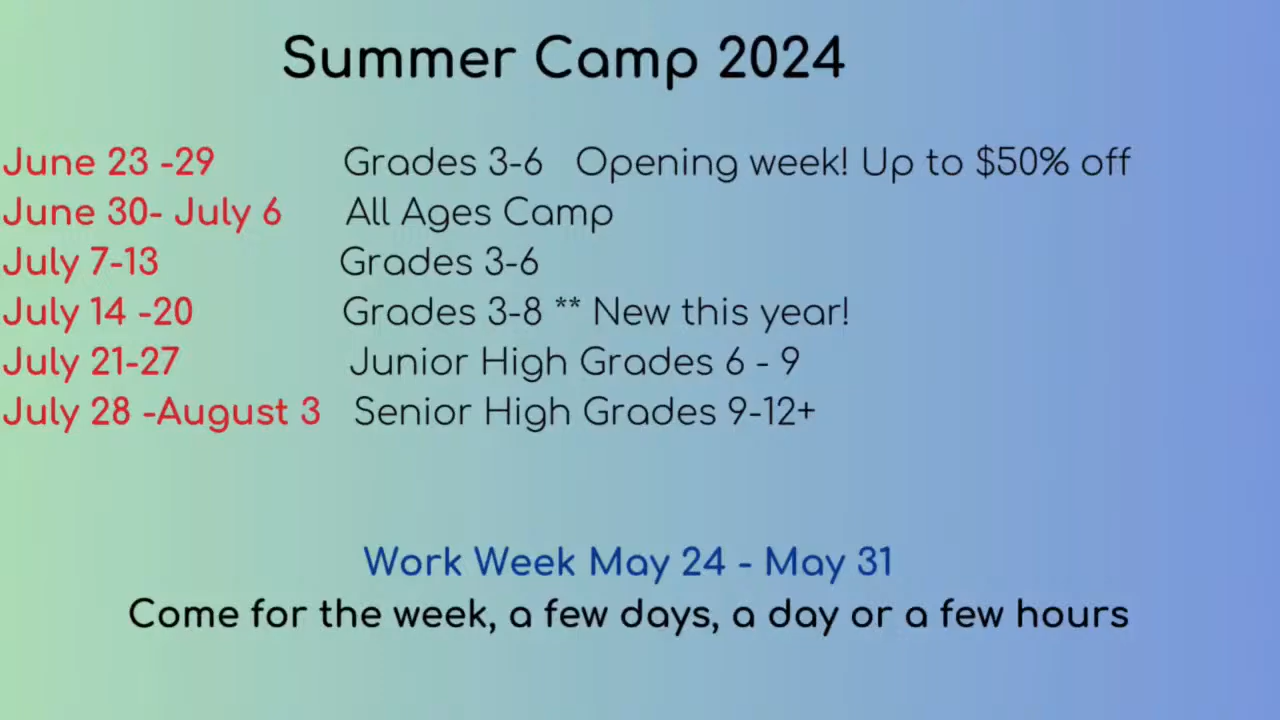 Summer Camp 2024
June 23 -29 Grades 3-6 Opening week! Up to $50% off
June 30- July 6 All Ages Camp
July 7-13 Grades 3-6
July 14 -20 Grades 3-8 ** New this year!
July 21-27 Junior High Grades 6 - 9
July 28 -August 3 Senior High Grades 9-12+
Work Week May 24 - May 31
Come for the week, a few days, a day or a few hours